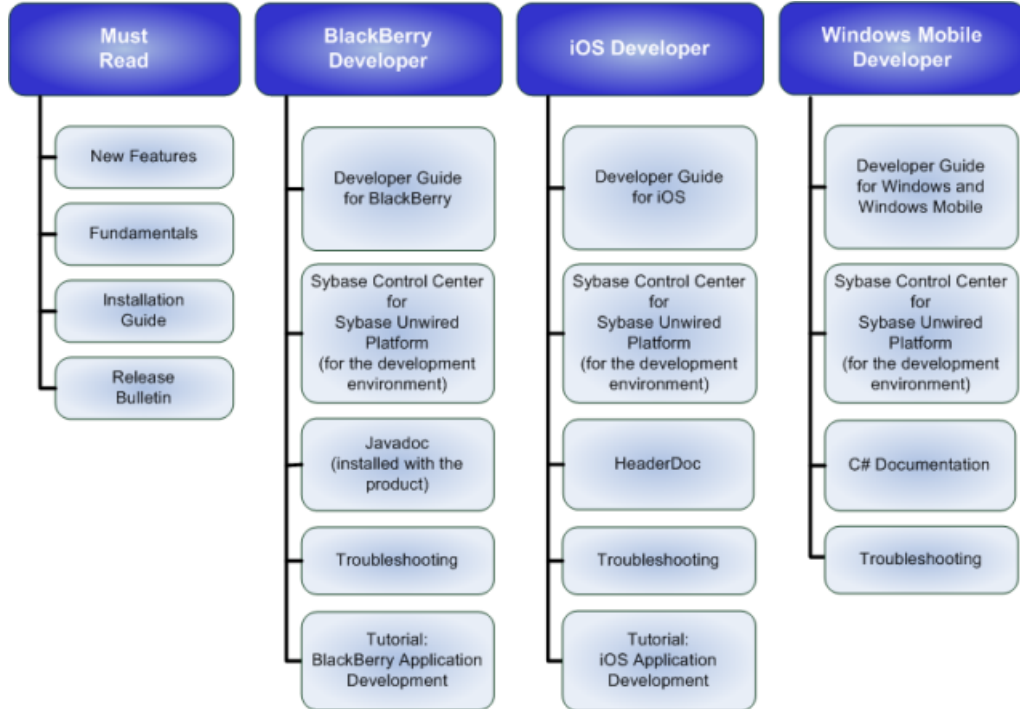 Must
Read
New Features
Fundamentals
Installation
Guide
Release
Bulletin
BlackBerry
Developer
Developer Guide
for BlackBerry
Sybase Control Center
for
Sybase Unwired
Platform
(for the development
environment)
Javadoc
(installed with the
product)
Troubleshooting
Tutorial:
BlackBerry Application
Development
iOS Developer
Developer Guide
for iOS
Sybase Control Center
for
Sybase Unwired
Platform
(for the development
environment)
HeaderDoc
Troubleshooting
Tutorial:
iOS Application
Development
Windows Mobile
Developer
Developer Guide
for Windows and
Windows Mobile
Sybase Control Center
for
Sybase Unwired
Platform
(for the development
environment)
C# Documentation
Troubleshooting